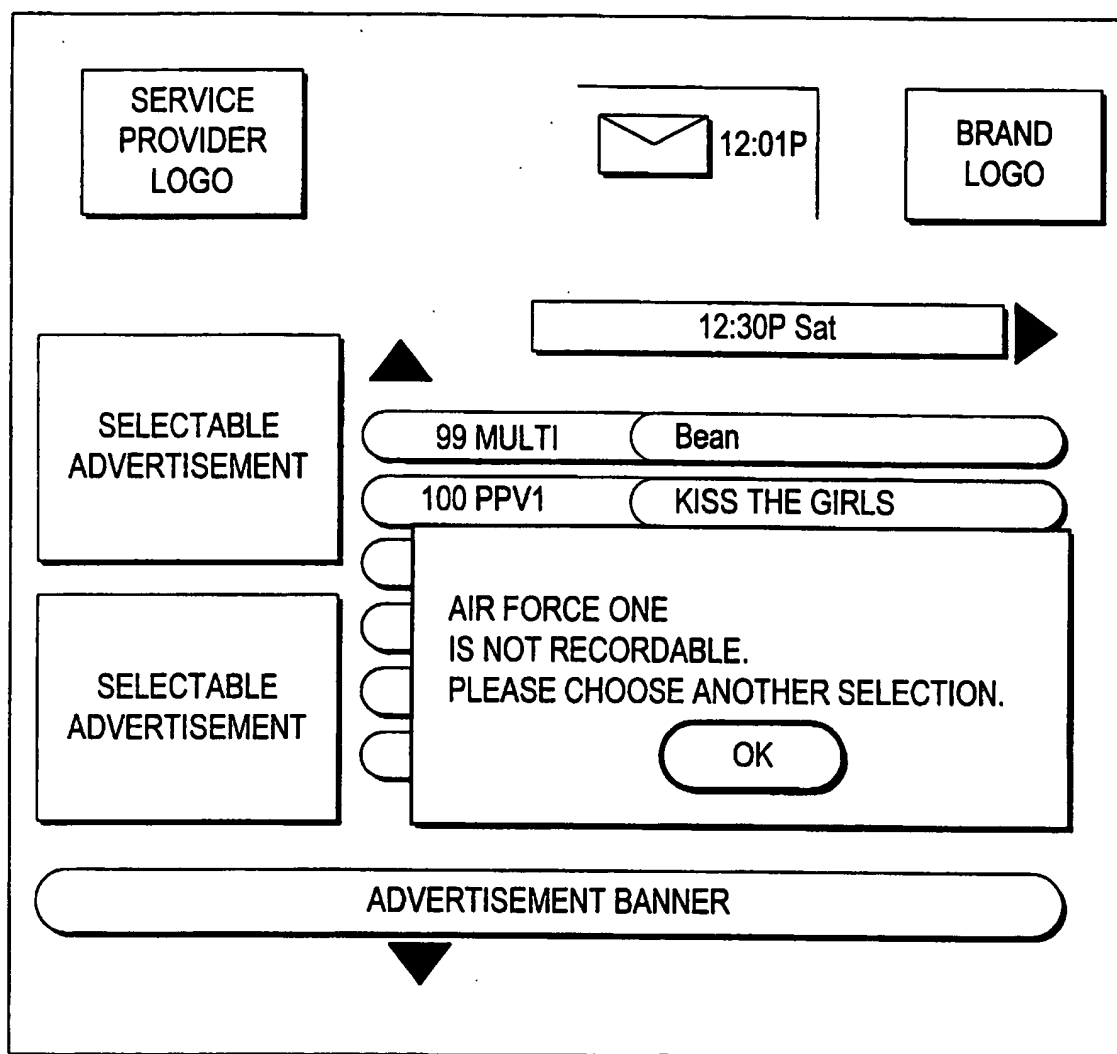 SERVICE
PROVIDER
LOGO
12:01P
BRAND
LOGO
12:30P Sat
SELECTABLE
ADVERTISEMENT
99 MULTI
Bean
100 PPV1
KISS THE GIRLS
AIR FORCE ONE
IS NOT RECORDABLE.
PLEASE CHOOSE ANOTHER SELECTION.
OK
SELECTABLE
ADVERTISEMENT
ADVERTISEMENT BANNER